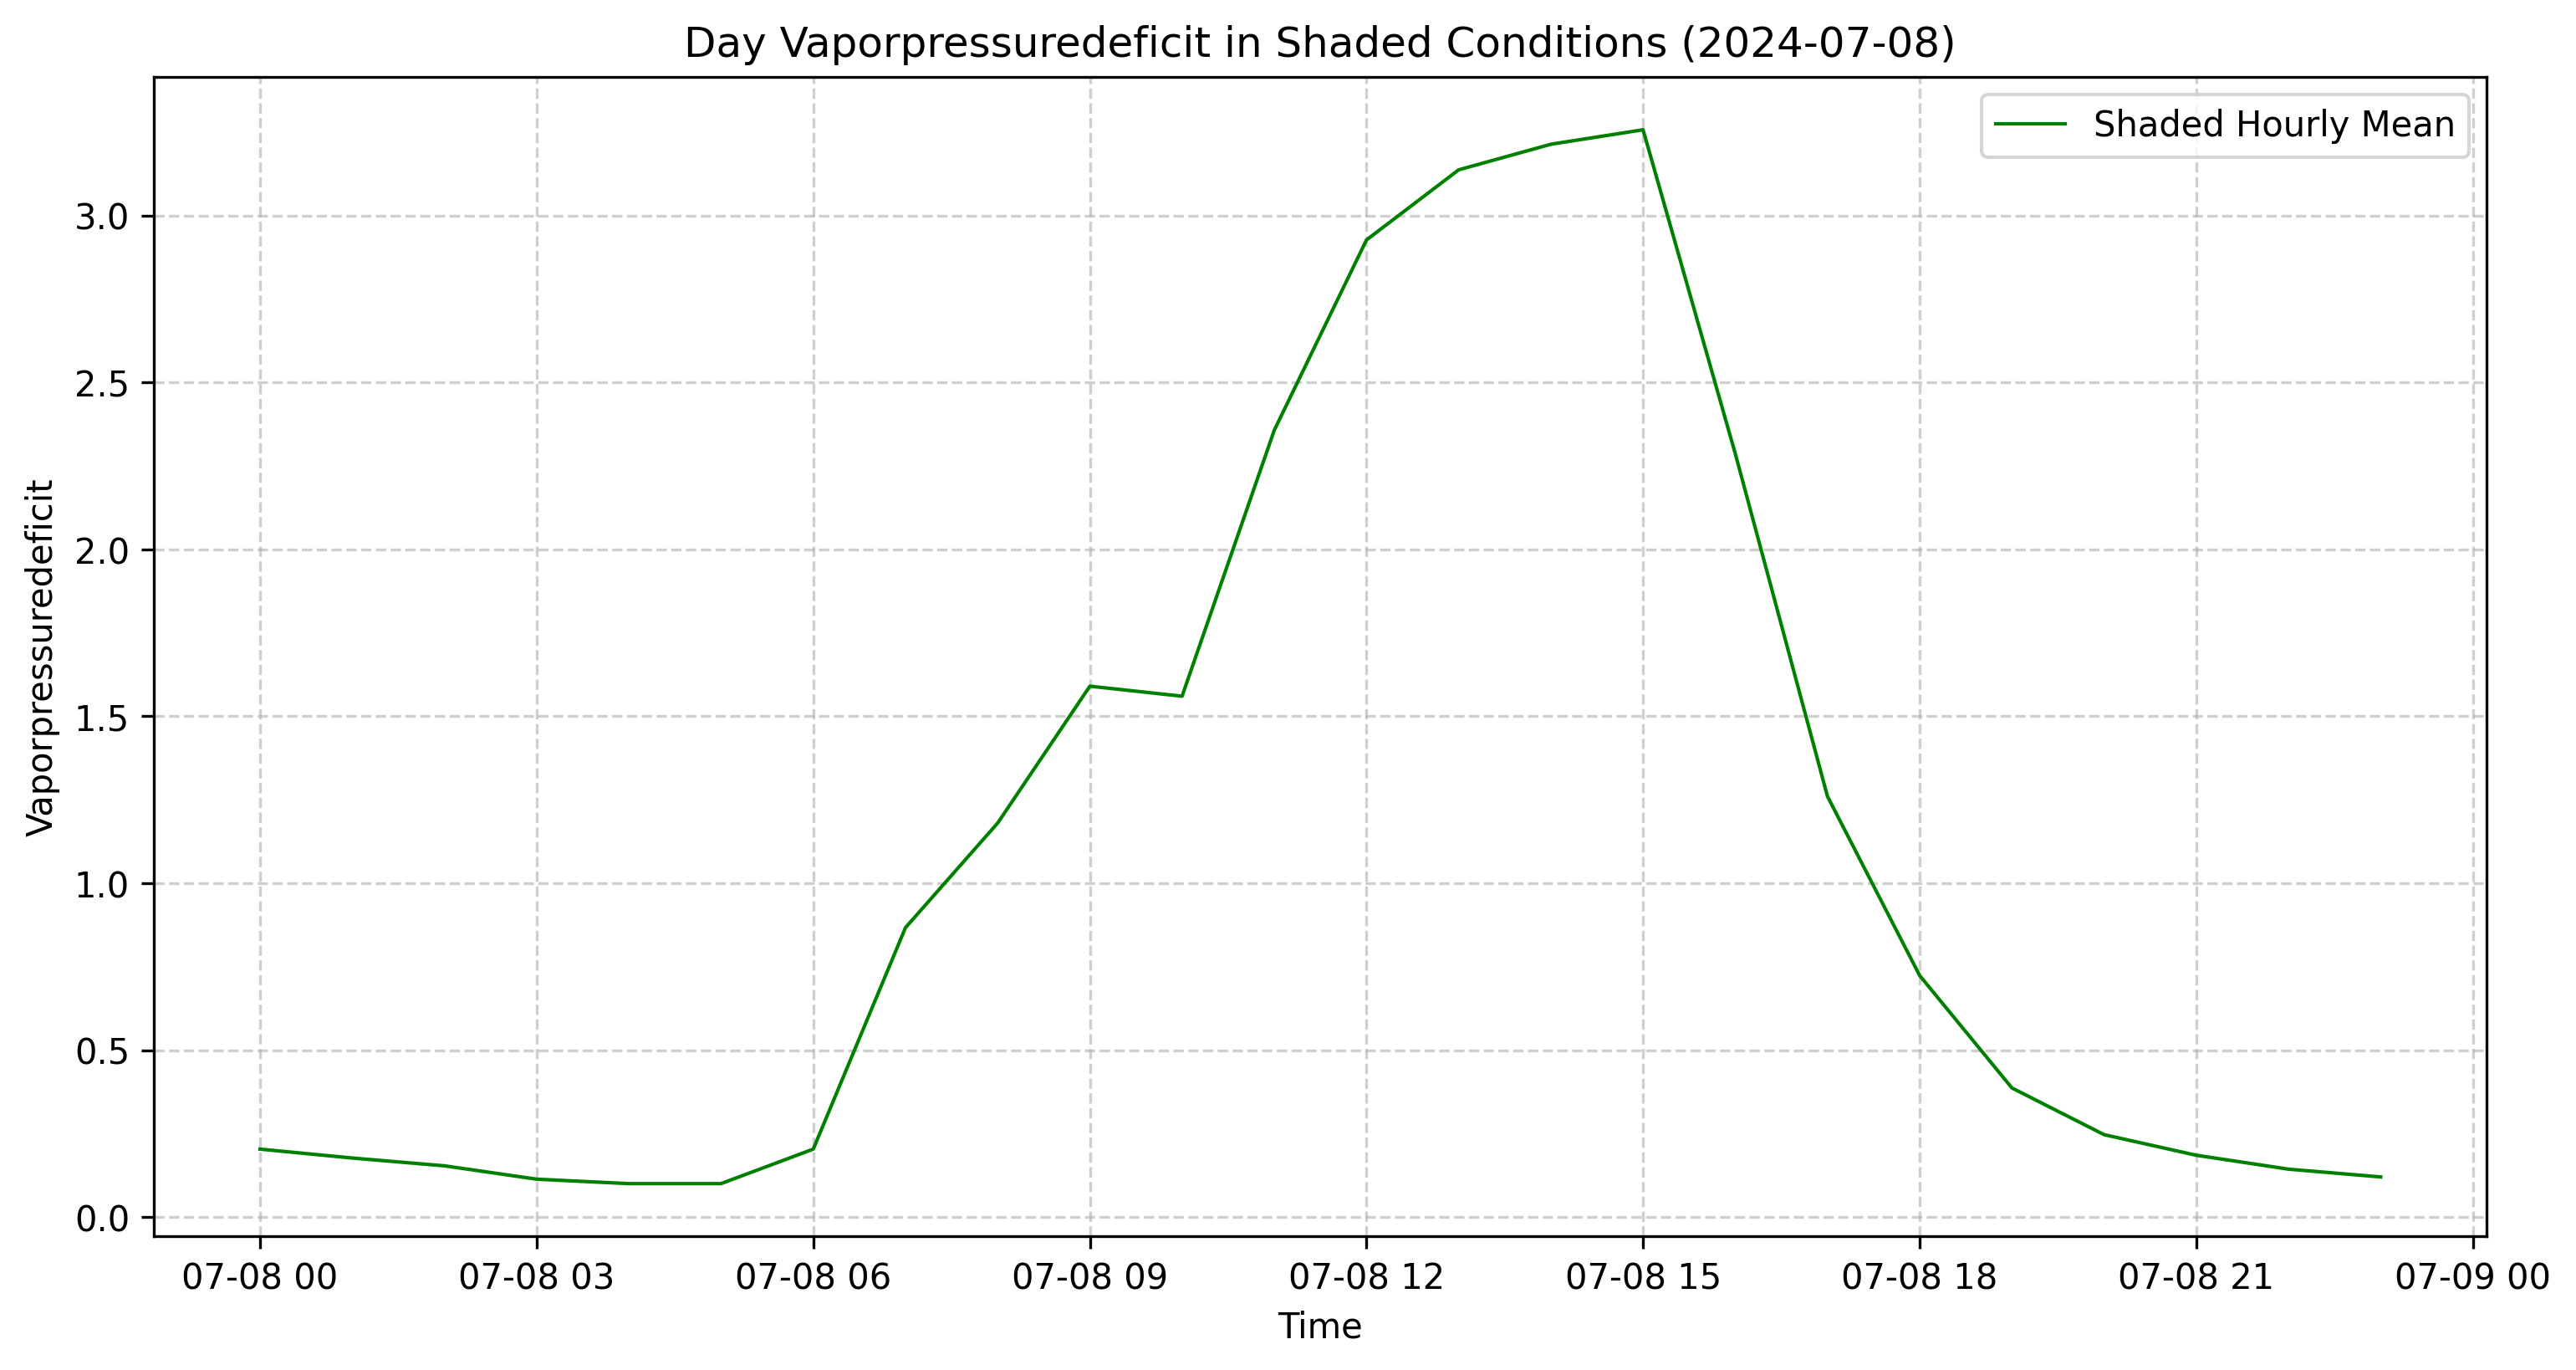 Day Vaporpressuredeficit in Shaded Conditions (2024-07-08)
Shaded Hourly Mean
Vaporpressuredeficit
3.0
2.5
2.0
1.5
1.0
0.5
0.0
07-08 00 07-08 03 07-08 06 07-08 09 07-08 12 07-08 15 07-08 18 07-08 21 07-09 00
Time